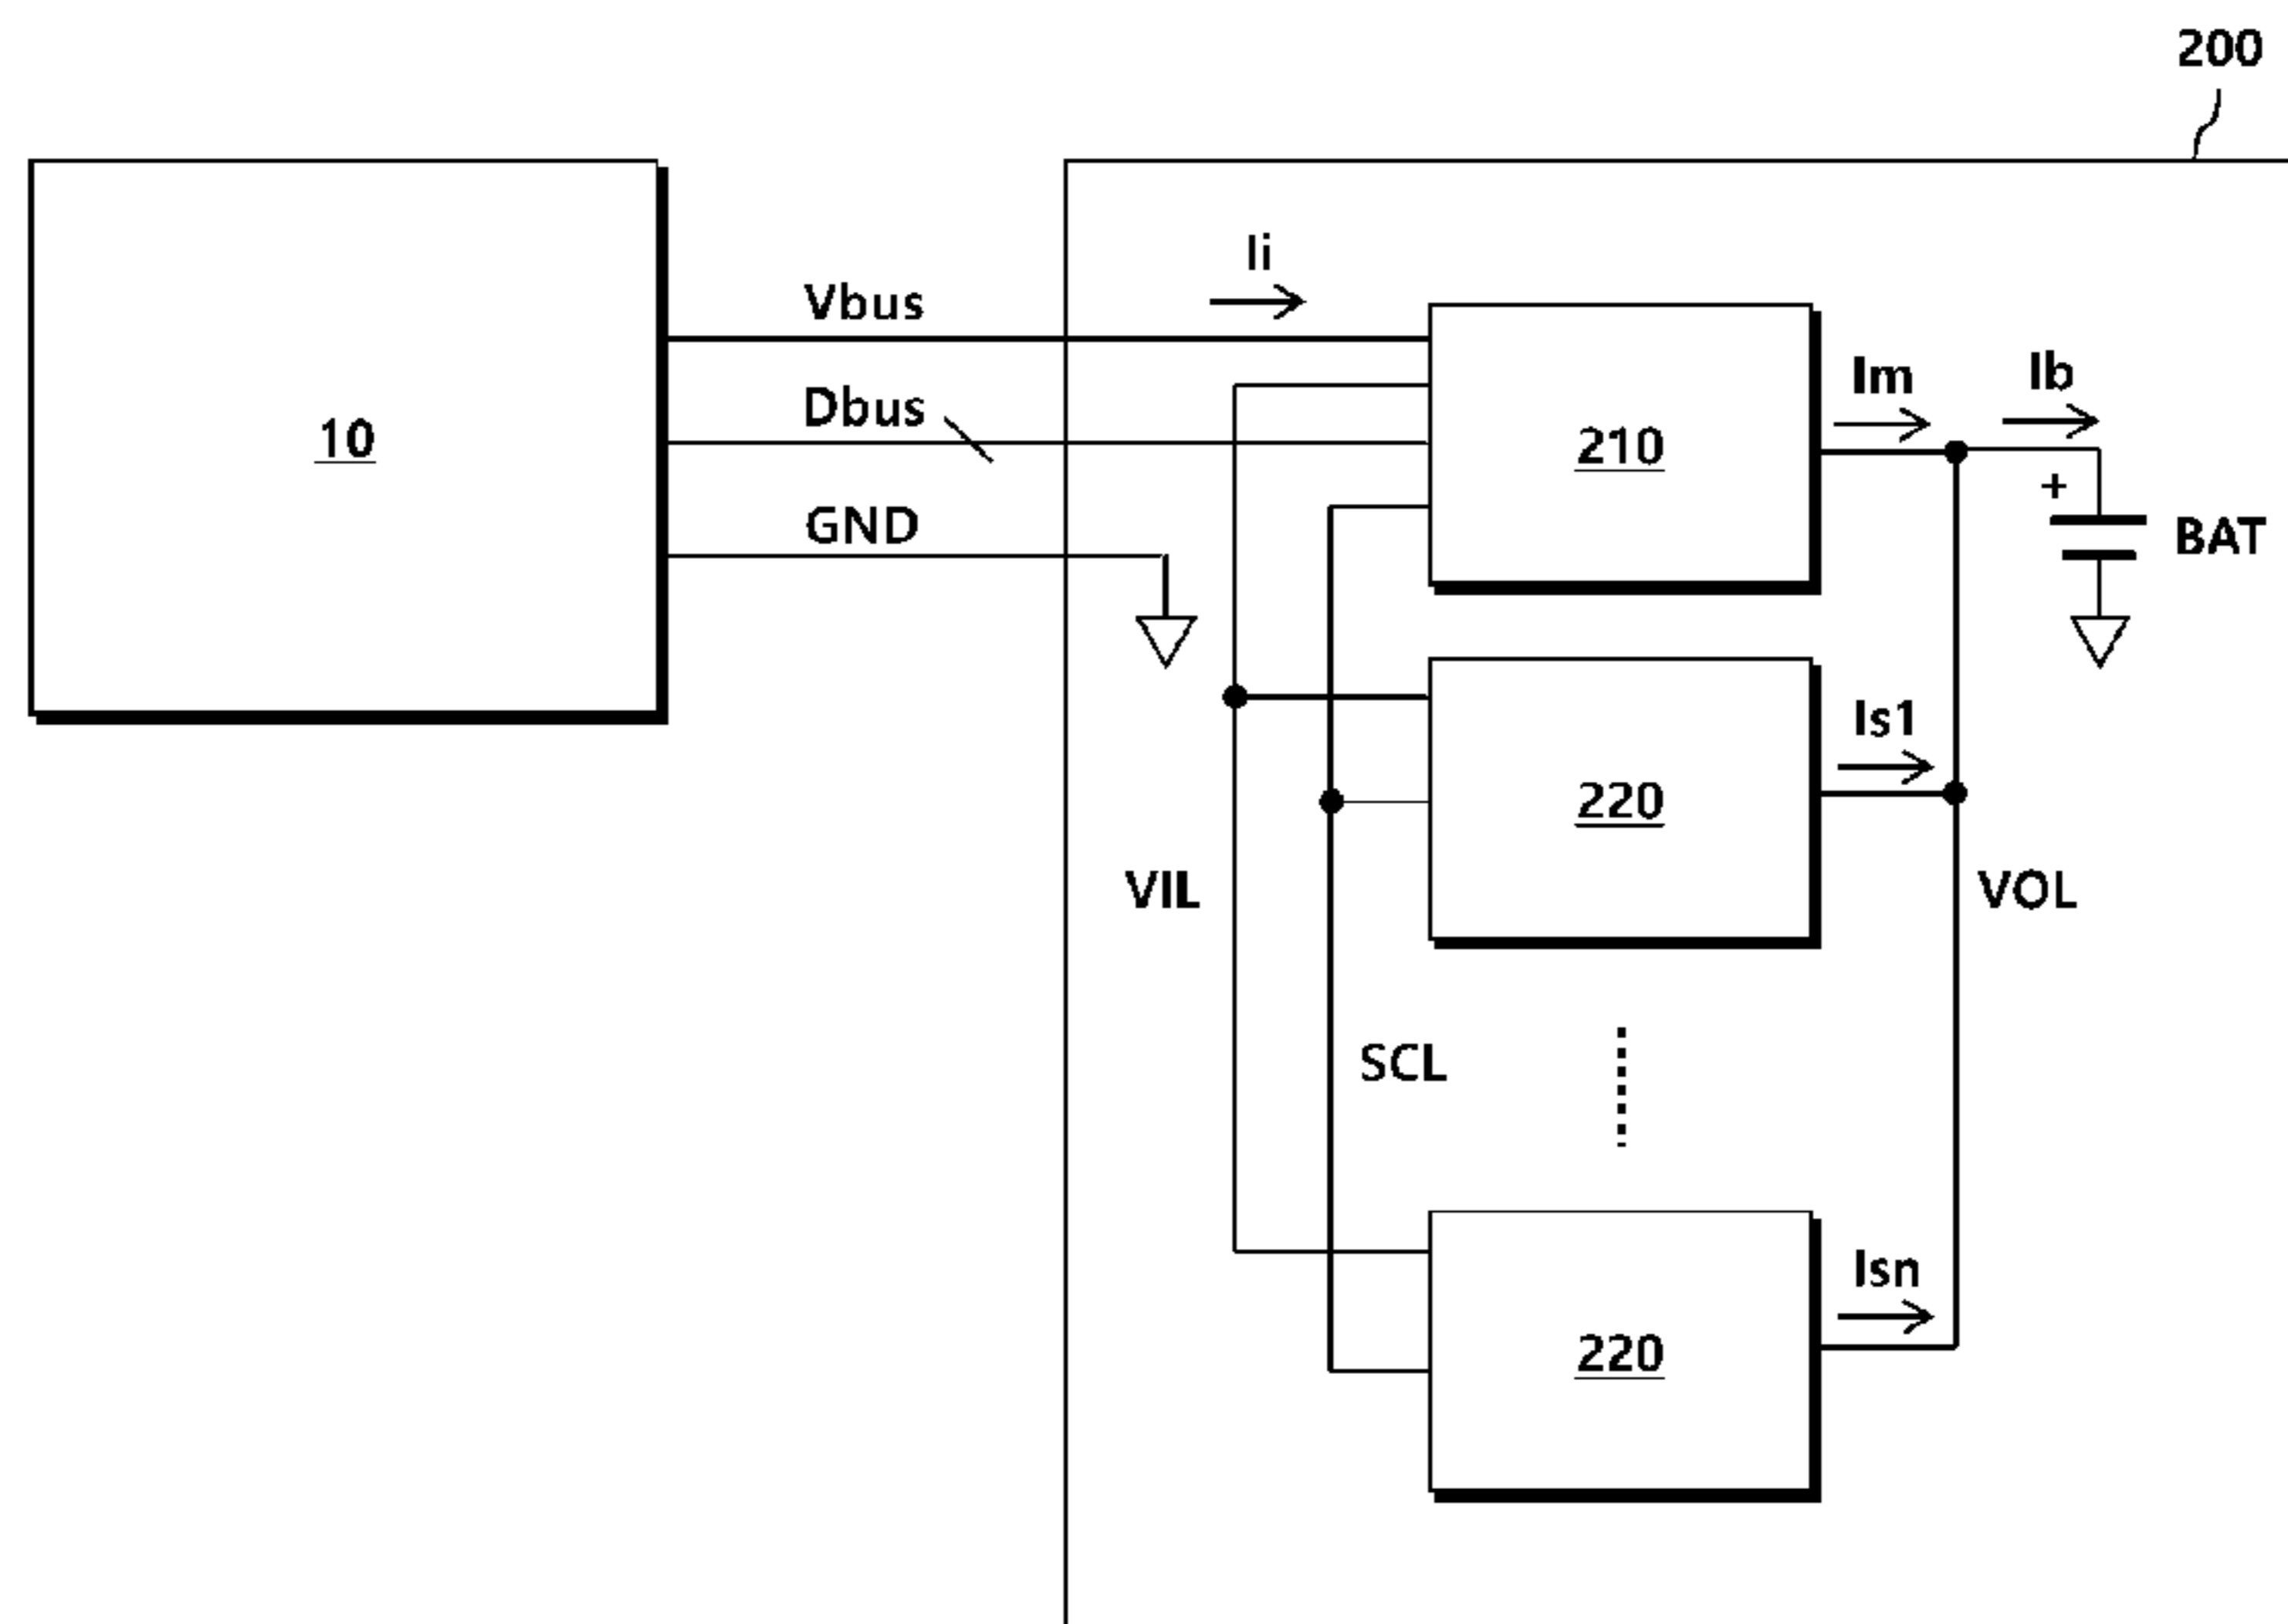 200
Ii
Vbus
Im
Ib
Dbus
10
210
+
GND
BAT
Is1
220
VIL
VOL
SCL
Isn
220